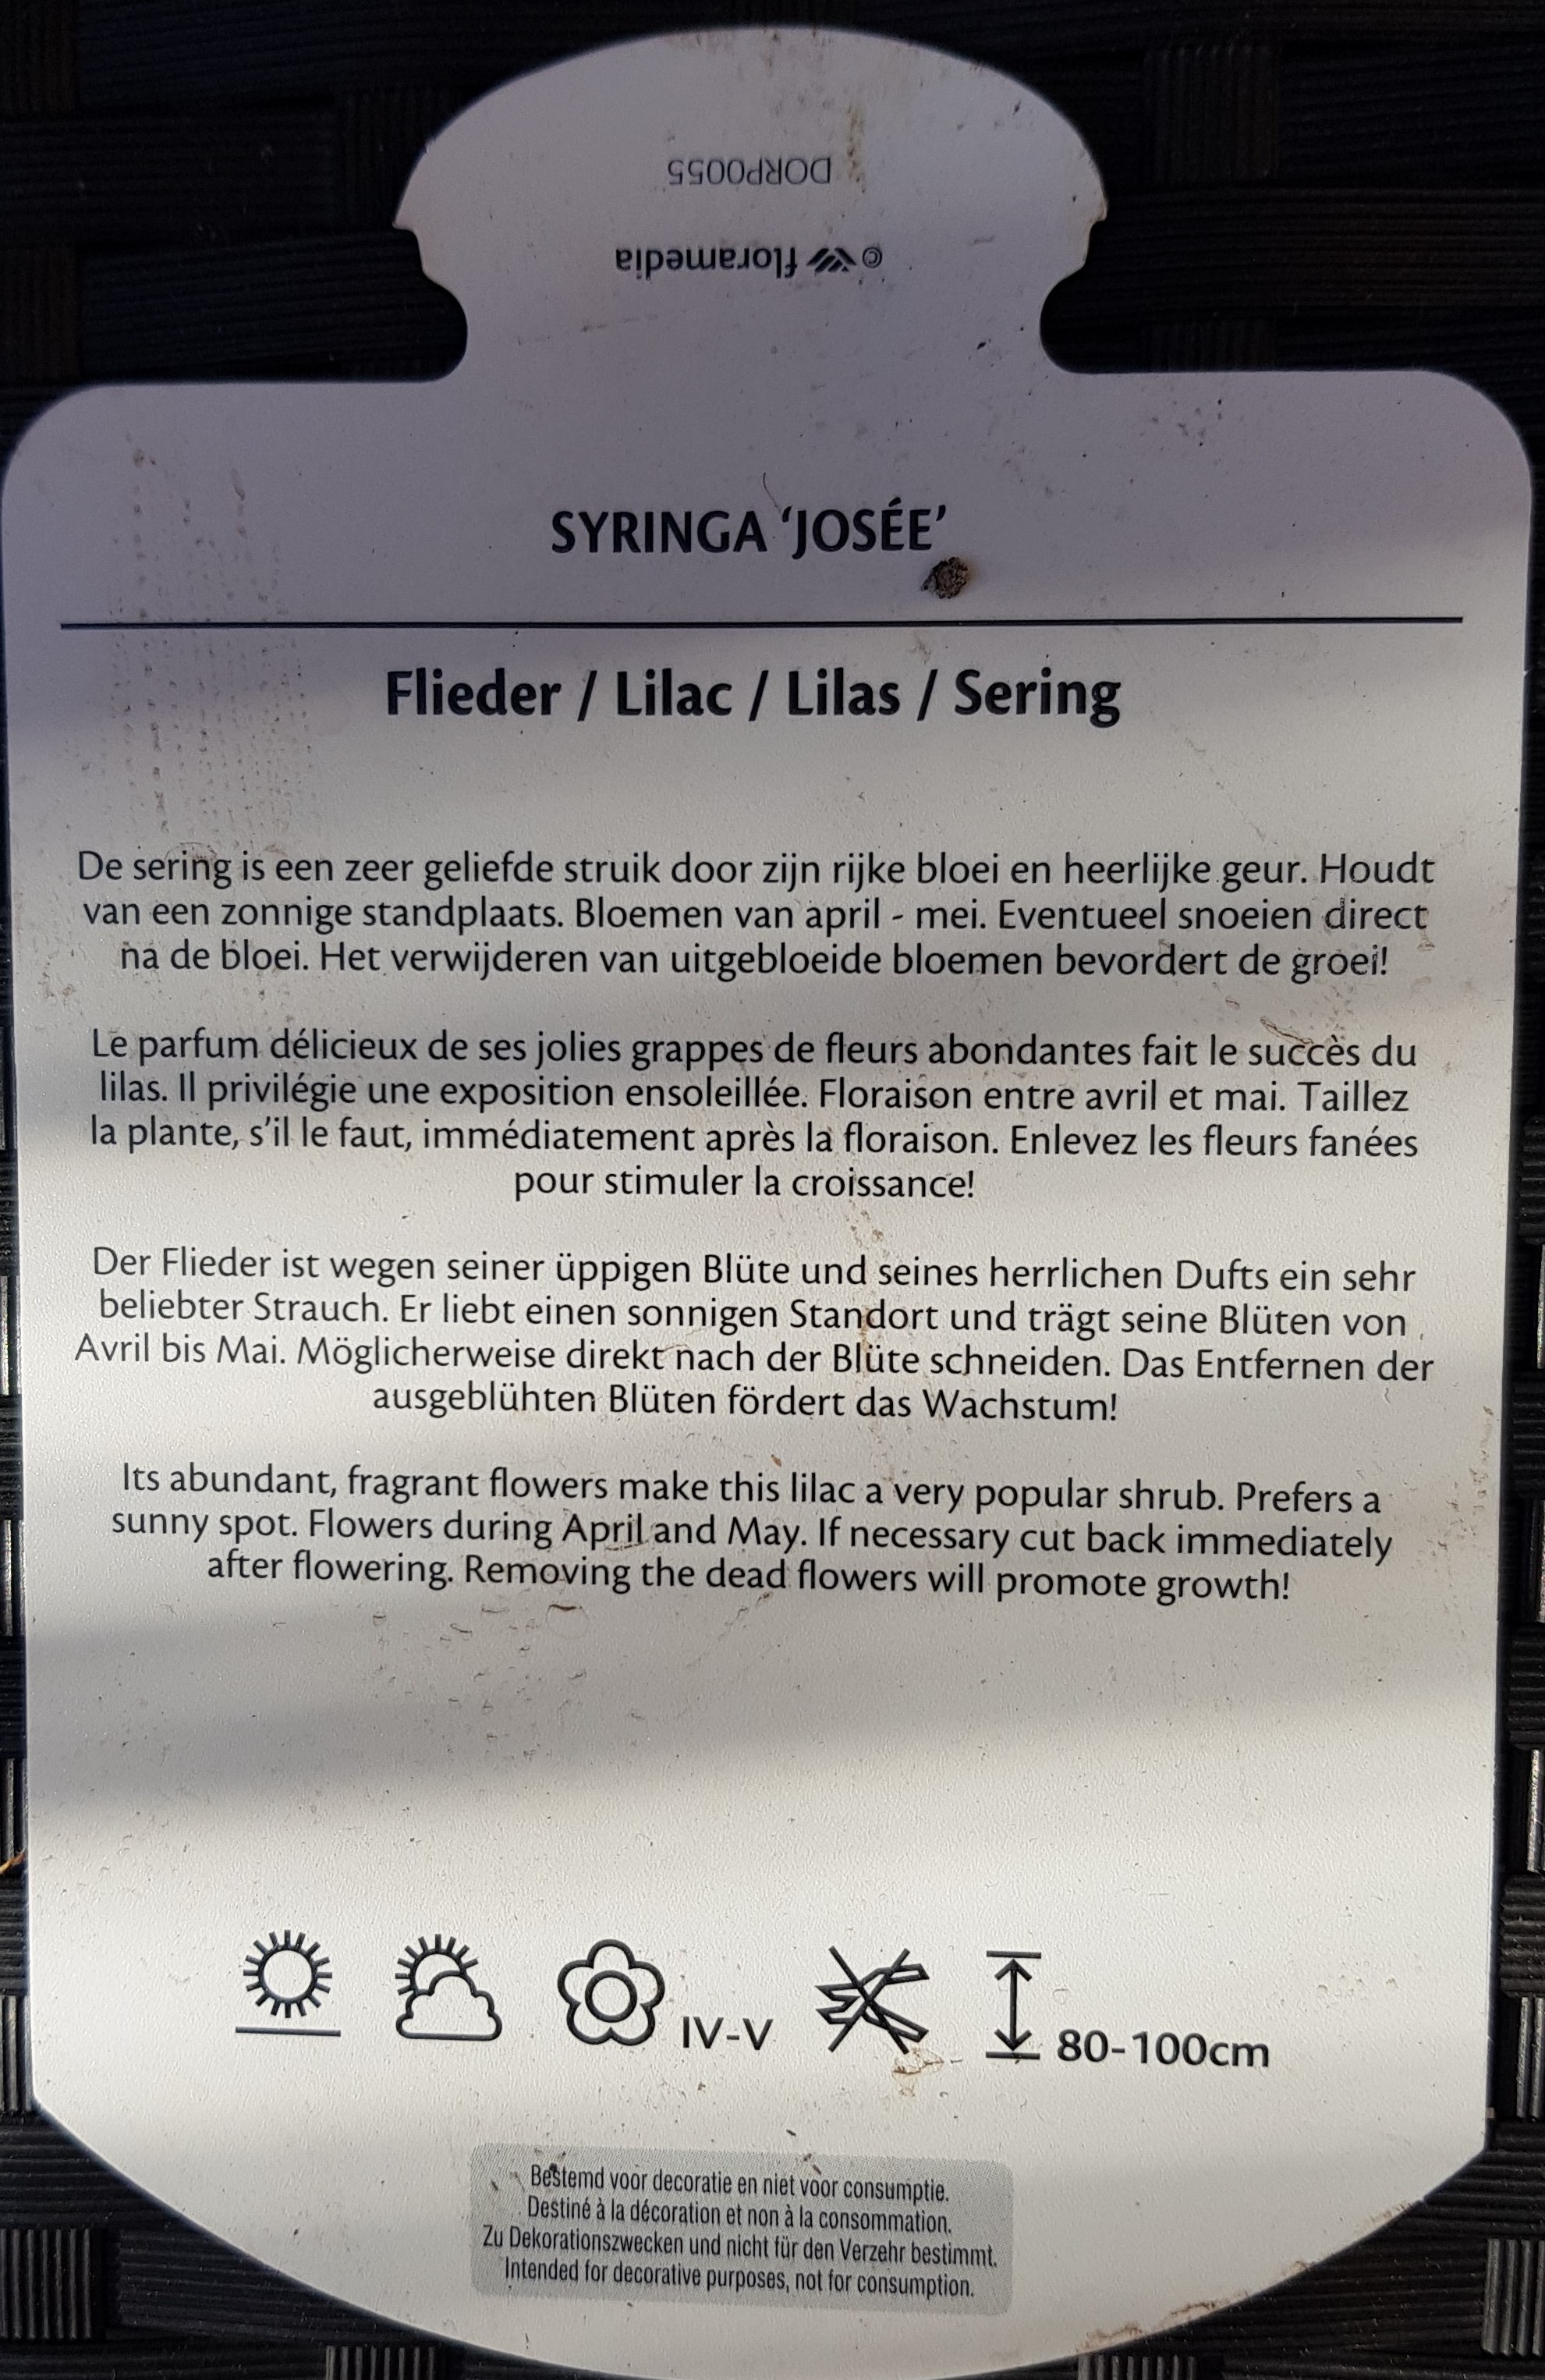 DORP0055
© floramedia
SYRINGA ‘JOSÉE’
Flieder / Lilac / Lilas / Sering
De sering is een zeer geliefde struik door zijn rijke bloei en heerlijke geur. Houdt
van een zonnige standplaats. Bloemen van april - mei. Eventueel snoeien direct
na de bloei. Het verwijderen van uitgebloeide bloemen bevordert de groei!
Le parfum délicieux de ses jolies grappes de fleurs abondantes fait le succès du
lilas. Il privilégie une exposition ensoleillée. Floraison entre avril et mai. Taillez
la plante, s’il le faut, immédiatement après la floraison. Enlevez les fleurs fanées
pour stimuler la croissance!
Der Flieder ist wegen seiner üppigen Blüte und seines herrlichen Dufts ein sehr
beliebter Strauch. Er liebt einen sonnigen Standort und trägt seine Blüten von
Avril bis Mai. Möglicherweise direkt nach der Blüte schneiden. Das Entfernen der
ausgeblühten Blüten fördert das Wachstum!
Its abundant, fragrant flowers make this lilac a very popular shrub. Prefers a
sunny spot. Flowers during April and May. If necessary cut back immediately
after flowering. Removing the dead flowers will promote growth!
IV-V
80-100cm
Bestemd voor decoratie en niet voor consumptie.
Destiné à la décoration et non à la consommation.
Zu Dekorationszwecken und nicht für den Verzehr bestimmt.
Intended for decorative purposes, not for consumption.